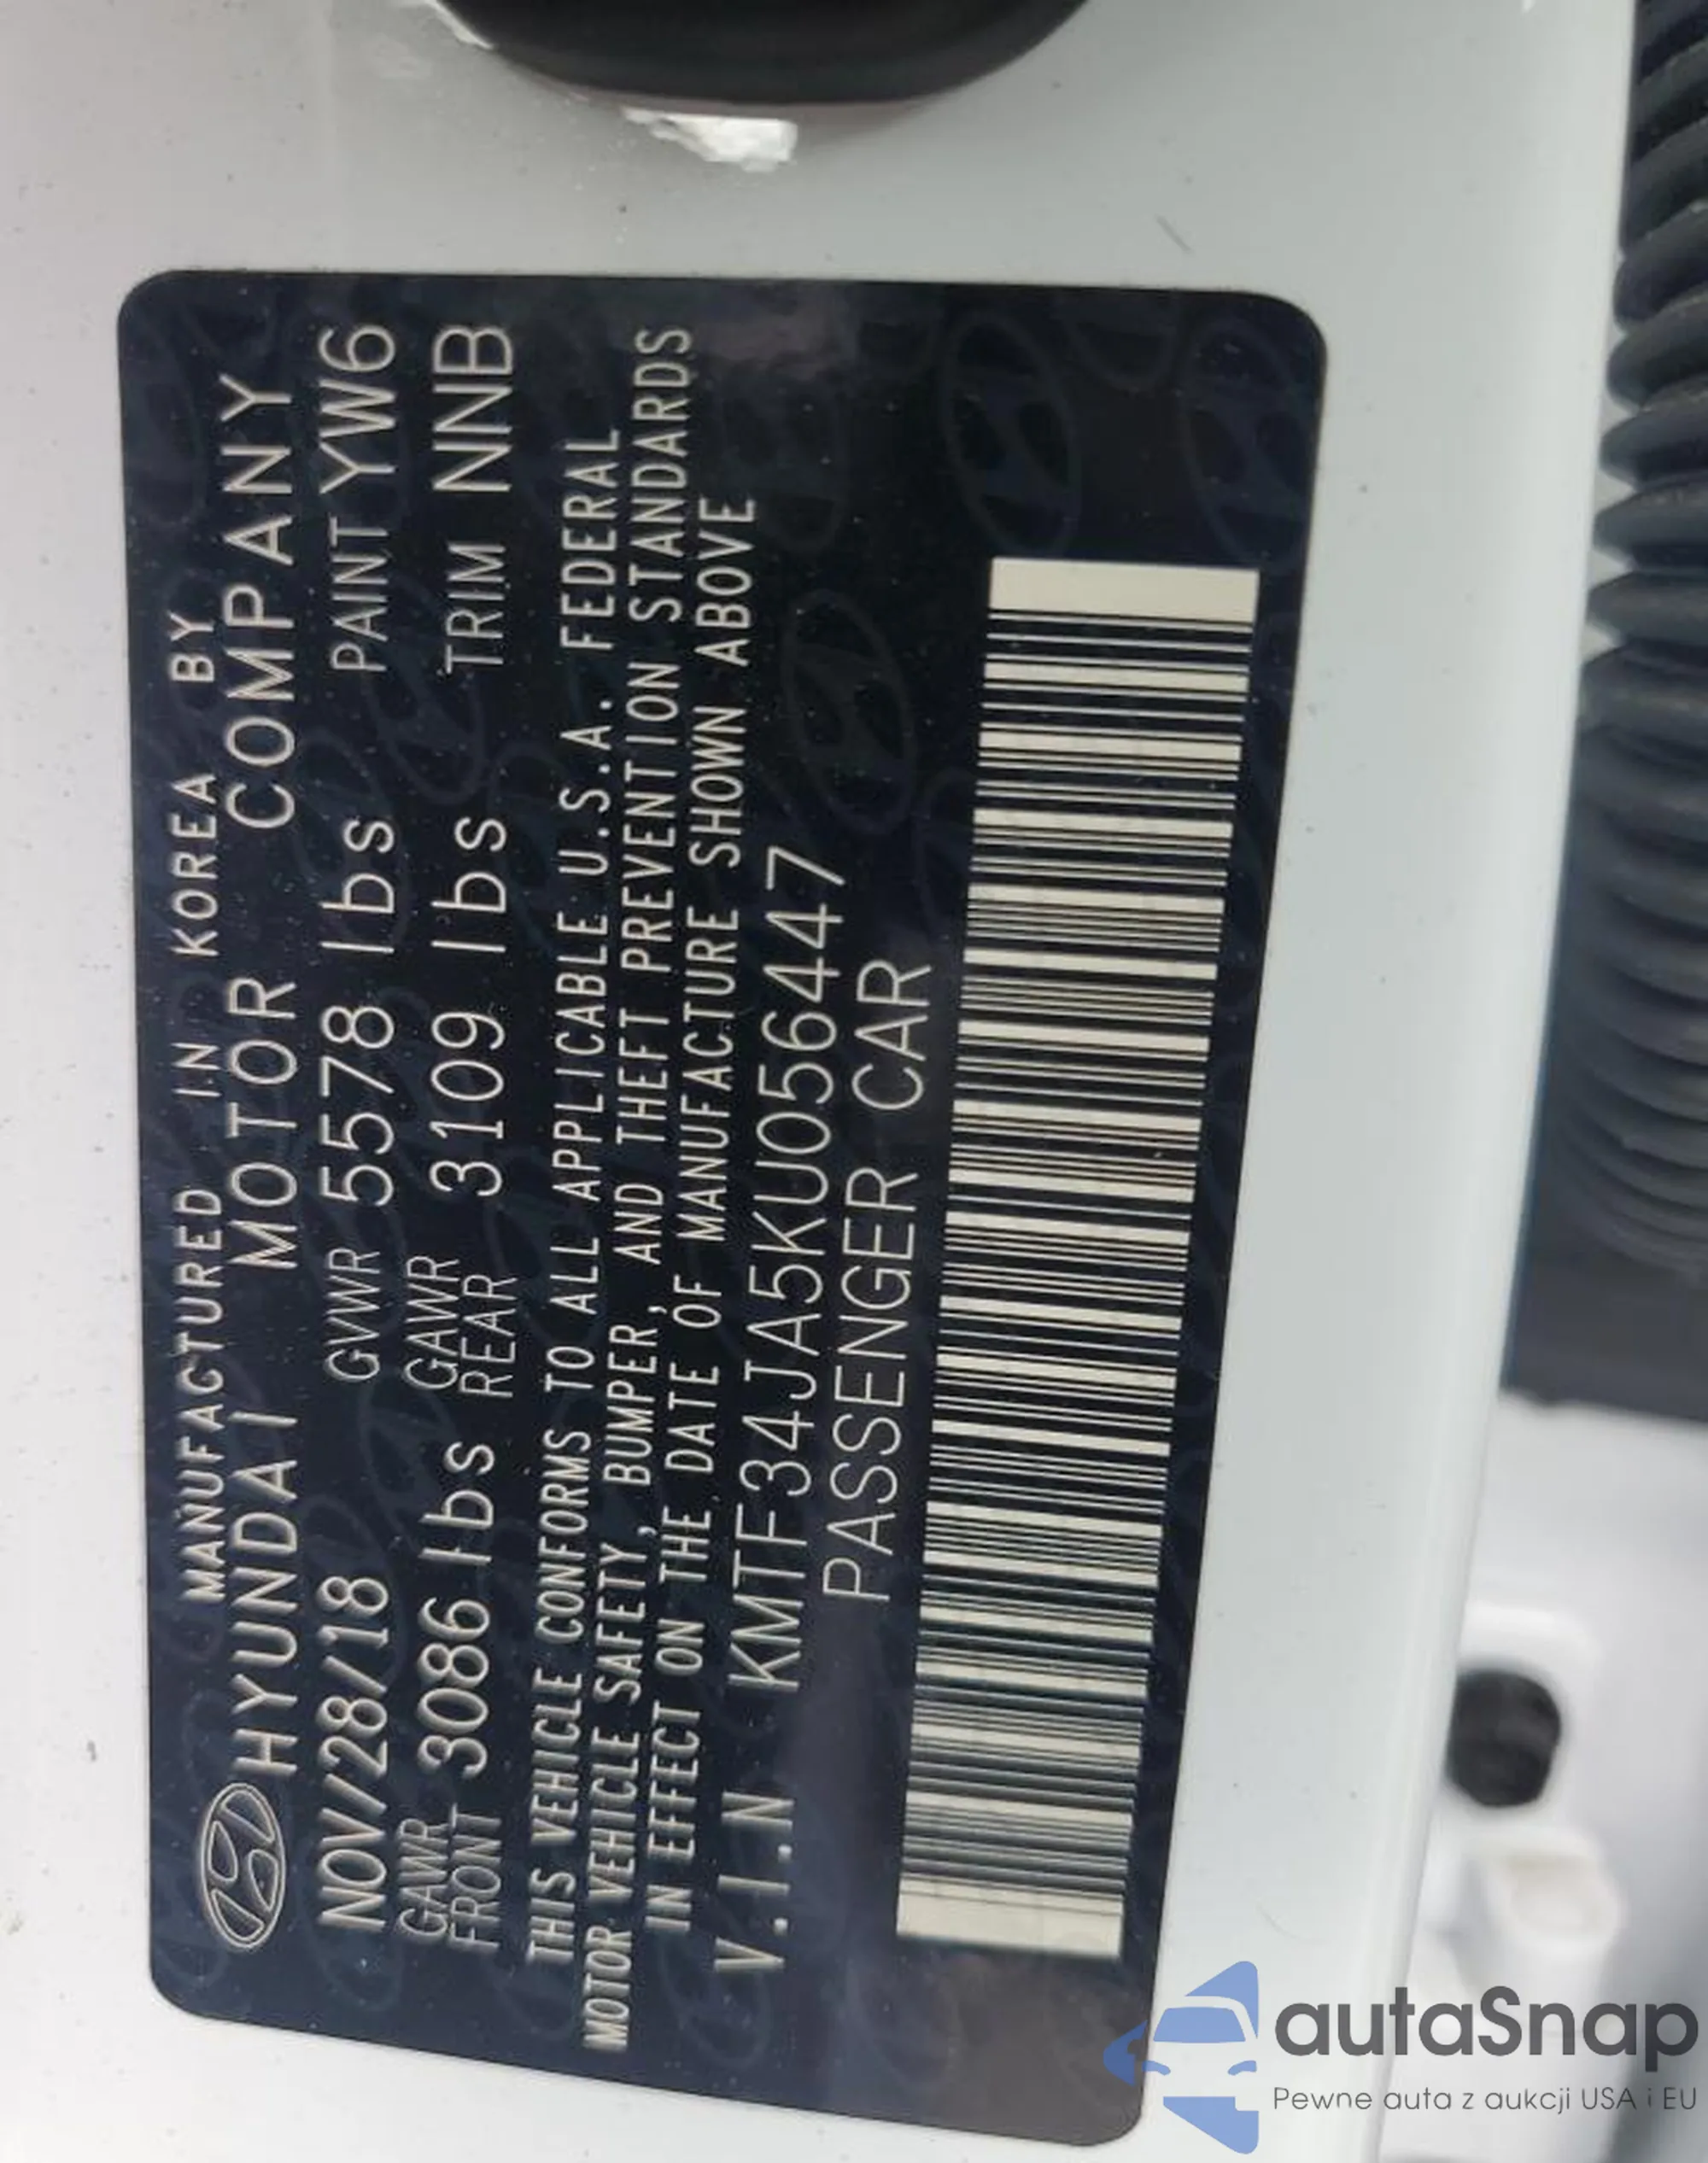 MANUFACTURED IN KOREA BY
HYUNDAI MOTOR COMPANY
NOV/28/18 GVWR 5578 lbs PAINT YW6
GAWR FRONT 3086 lbs GAWR REAR 3109 lbs TRIM NNB
THIS VEHICLE CONFORMS TO ALL APPLICABLE U.S.A. FEDERAL
MOTOR VEHICLE SAFETY, BUMPER, AND THEFT PREVENTION STANDARDS
IN EFFECT ON THE DATE OF MANUFACTURE SHOWN ABOVE
V.I.N KMTF34JA5KU056447
PASSENGER CAR
autaSnap
Pewne auta z aukcji USA i EU